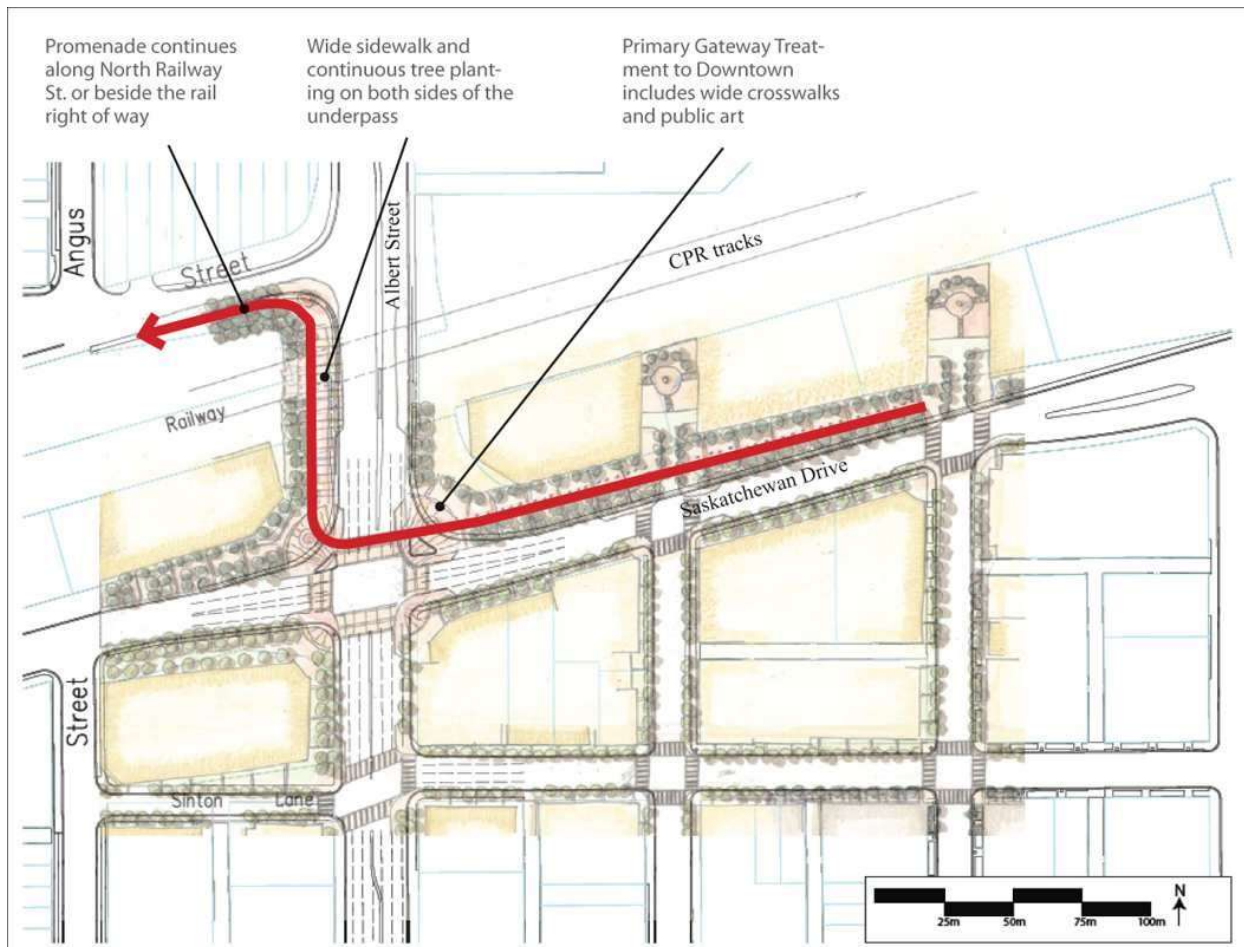 Promenade continues
along North Railway
St. or beside the rail
right of way
Wide sidewalk and
continuous tree plant-
ing on both sides of the
underpass
Primary Gateway Treat-
ment to Downtown
includes wide crosswalks
and public art
Angus
Street
Albert Street
CPR tracks
Railway
Saskatchewan Drive
Street
Sinton Lane
N
25m 50m 75m 100m